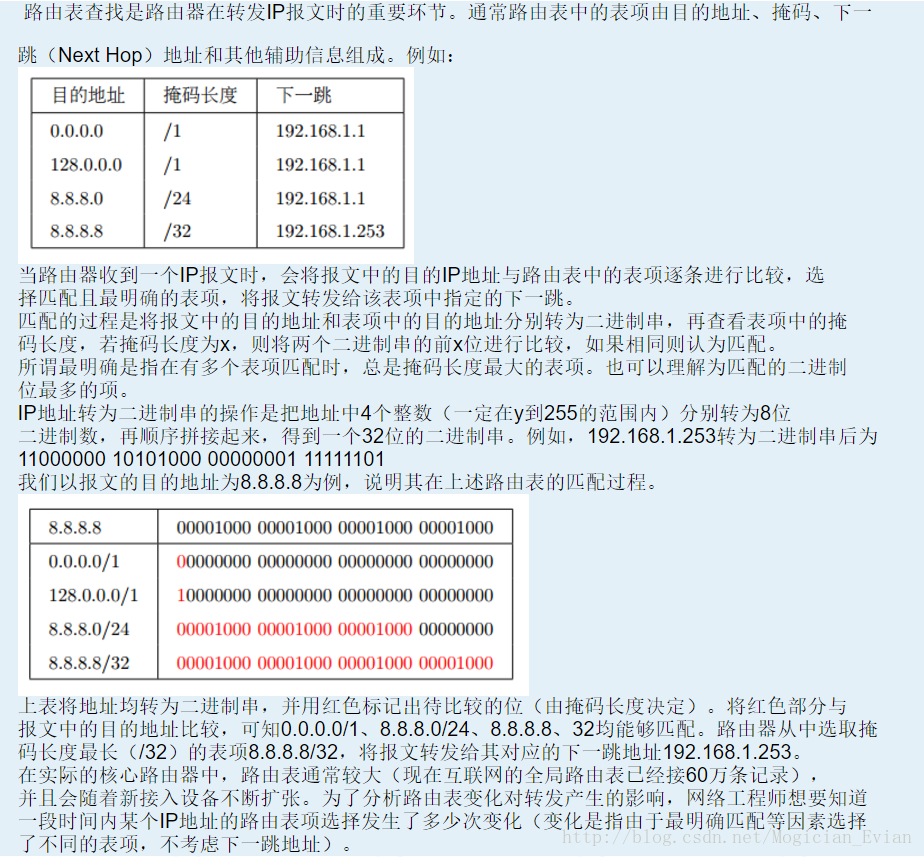 路由表查找是路由器在转发IP报文时的重要环节。通常路由表中的表项由目的地址、掩码、下一
跳（Next Hop）地址和其他辅助信息组成。例如：
目的地址 掩码长度 下一跳
0.0.0.0 /1 192.168.1.1
128.0.0.0 /1 192.168.1.1
8.8.8.0 /24 192.168.1.1
8.8.8.8 /32 192.168.1.253
当路由器收到一个IP报文时，会将报文中的目的IP地址与路由表中的表项逐条进行比较，选
择匹配且最明确的表项，将报文转发给该表项中指定的下一跳。
匹配的过程是将报文中的目的地址和表项中的目的地址分别转为二进制串，再查看表项中的掩
码长度，若掩码长度为x，则将两个二进制串的前x位进行比较，如果相同则认为匹配。
所谓最明确是指在有多个表项匹配时，总是掩码长度最大的表项。也可以理解为匹配的二进制
位最多的项。
IP地址转为二进制串的操作是把地址中4个整数（一定在y到255的范围内）分别转为8位
二进制数，再顺序拼接起来，得到一个32位的二进制串。例如，192.168.1.253转为二进制串后为
11000000 10101000 00000001 11111101
我们以报文的目的地址为8.8.8.8为例，说明其在上述路由表的匹配过程。
8.8.8.8 00001000 00001000 00001000 00001000
0.0.0.0/1 00000000 00000000 00000000 00000000
128.0.0.0/1 10000000 00000000 00000000 00000000
8.8.8.0/24 00001000 00001000 00001000 00000000
8.8.8.8/32 00001000 00001000 00001000 00001000
上表将地址均转为二进制串，并用红色标记出待比较的位（由掩码长度决定）。将红色部分与
报文中的目的地址比较，可知0.0.0.0/1、8.8.8.0/24、8.8.8.8、32均能够匹配。路由器从中选取掩
码长度最长（/32）的表项8.8.8.8/32，将报文转发给其对应的下一跳地址192.168.1.253。
在实际的核心路由器中，路由表通常较大（现在互联网的全局路由表已经接60万条记录），
并且会随着新接入设备不断扩张。为了分析路由表变化对转发产生的影响，网络工程师想要知道
一段时间内某个IP地址的路由表项选择发生了多少次变化（变化是指由于最明确匹配等因素选择
了不同的表项，不考虑下一跳地址）。
http://blog.csdn.net/Mogician_Evian